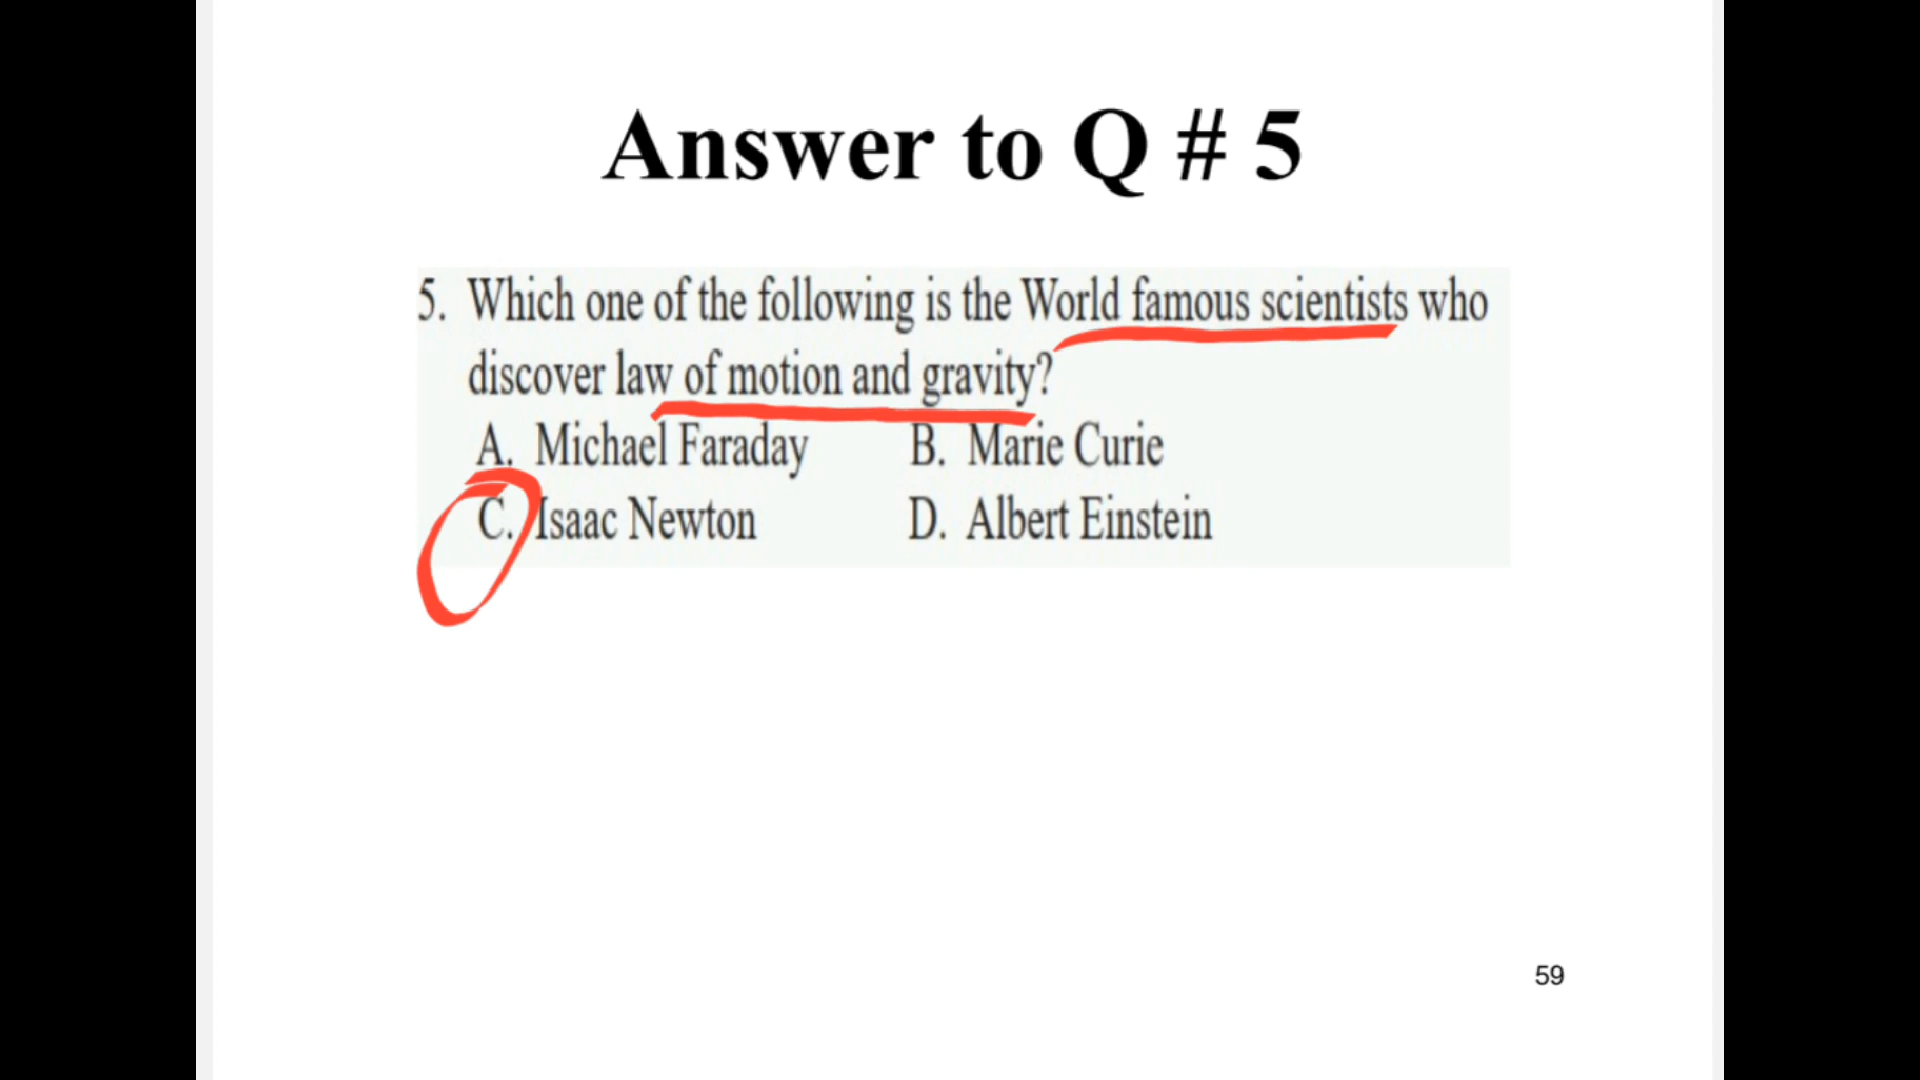 Answer to Q # 5
5. Which one of the following is the World famous scientists who
discover law of motion and gravity?
A. Michael Faraday B. Marie Curie
C. Isaac Newton D. Albert Einstein
59